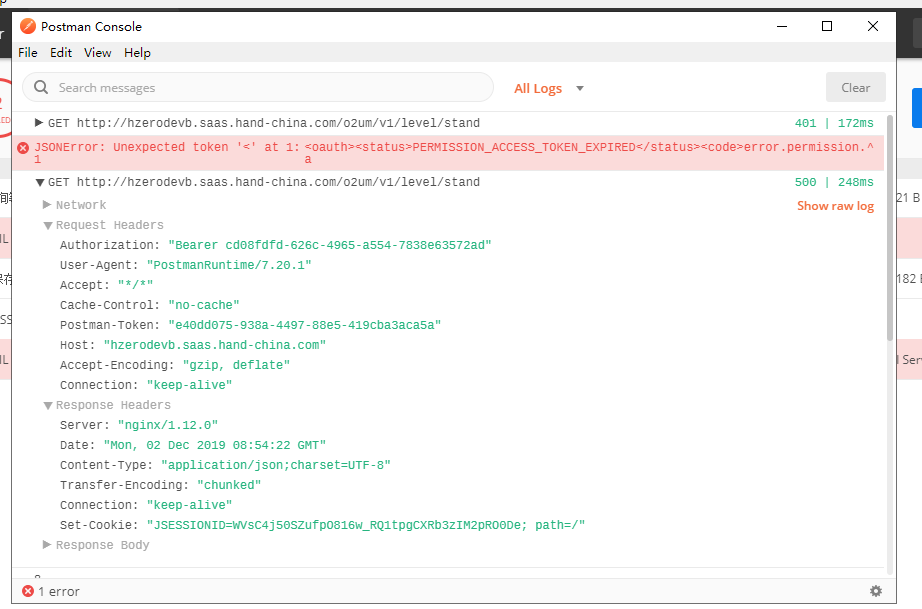 Postman Console
File Edit View Help
Search messages
All Logs
Clear
GET http://hzerodevb.saas.hand-china.com/o2um/v1/level/stand 401 | 172ms
JSONError: Unexpected token '<' at 1:1 <oauth><status>PERMISSION_ACCESS_TOKEN_EXPIRED</status><code>error.permission.a
^
GET http://hzerodevb.saas.hand-china.com/o2um/v1/level/stand 500 | 248ms
Network
Show raw log
Request Headers
Authorization: "Bearer cd08fdfd-626c-4965-a554-7838e63572ad"
User-Agent: "PostmanRuntime/7.20.1"
Accept: "*/*"
Cache-Control: "no-cache"
Postman-Token: "e40dd075-938a-4497-88e5-419cba3aca5a"
Host: "hzerodevb.saas.hand-china.com"
Accept-Encoding: "gzip, deflate"
Connection: "keep-alive"
Response Headers
Server: "nginx/1.12.0"
Date: "Mon, 02 Dec 2019 08:54:22 GMT"
Content-Type: "application/json;charset=UTF-8"
Transfer-Encoding: "chunked"
Connection: "keep-alive"
Set-Cookie: "JSESSIONID=WVsC4j50SZufpO816w_RQ1tpgCXRb3zIM2pRO0De; path=/"
Response Body
1 error
21 B
182